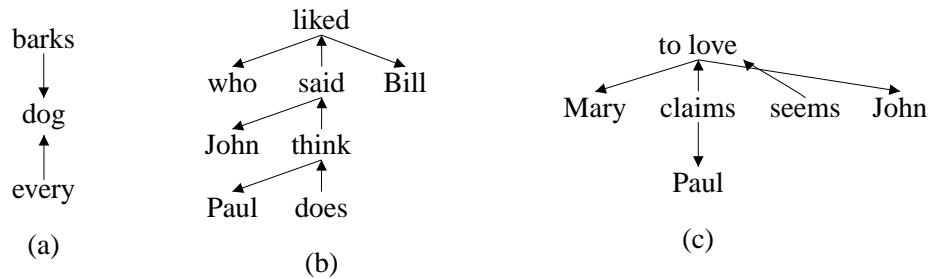 barks
dog
every
(a)
liked
who said Bill
John think
Paul does
(b)
to love
Mary claims seems John
Paul
(c)